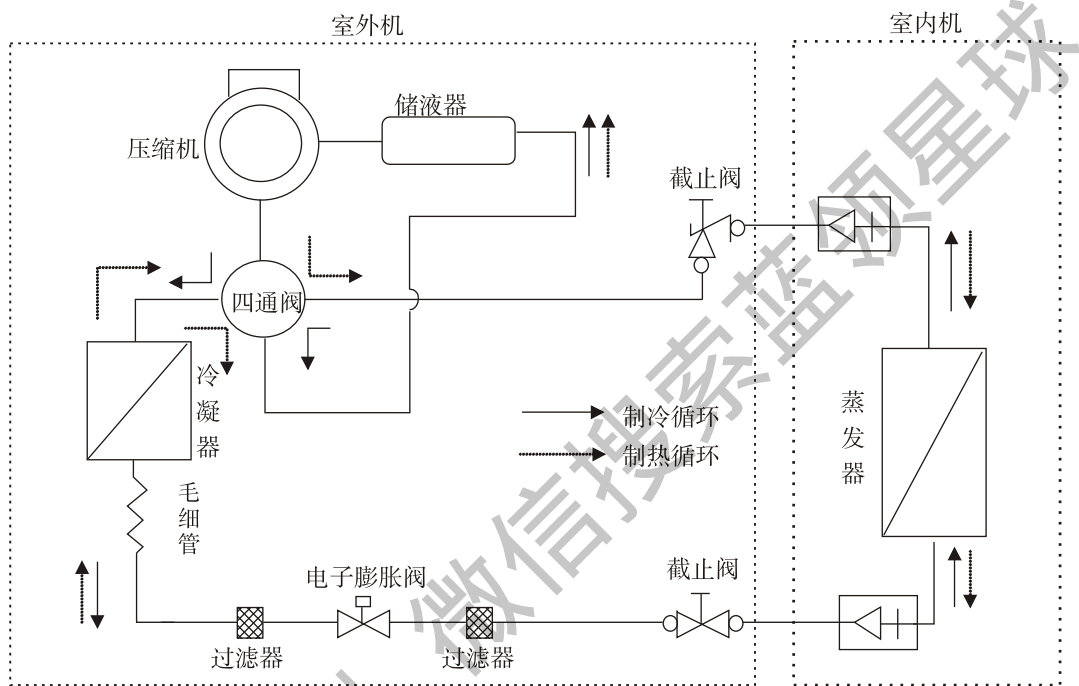 室外机
室内机
储液器
压缩机
截止阀
四通阀
冷
凝
器
制冷循环
制热循环
蒸
发
器
毛
细
管
电子膨胀阀
截止阀
过滤器
过滤器
微信搜索蓝领星球